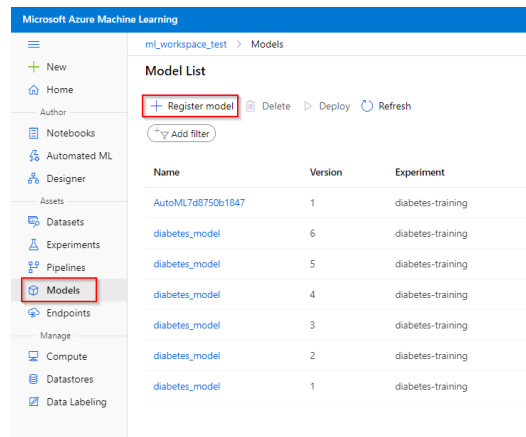 Microsoft Azure Machine Learning
ml_workspace_test > Models
New
Home
Author
Notebooks
Automated ML
Designer
Assets
Datasets
Experiments
Pipelines
Models
Endpoints
Manage
Compute
Datastores
Data Labeling
Model List
Register model Delete Deploy Refresh
Add filter
Name Version Experiment
AutoML7d8750b1847 1 diabetes-training
diabetes_model 6 diabetes-training
diabetes_model 5 diabetes-training
diabetes_model 4 diabetes-training
diabetes_model 3 diabetes-training
diabetes_model 2 diabetes-training
diabetes_model 1 diabetes-training